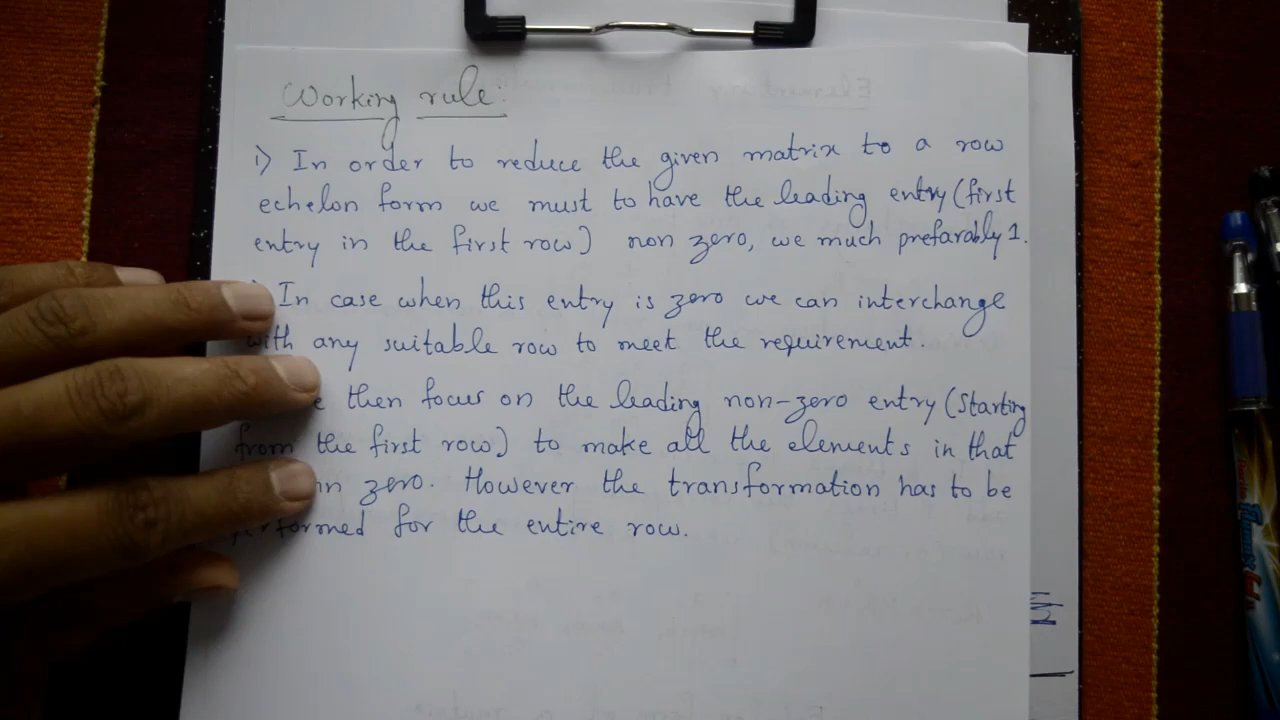 Working rule:
i) In order to reduce the given matrix to a row
echelon form we must to have the leading entry (first
entry in the first row) non zero, we much prefarably 1.
In case when this entry is zero we can interchange
with any suitable row to meet the requirement.
then focus on the leading non-zero entry (starting
from the first row) to make all the elements in that
zero. However the transformation has to be
performed for the entire row.